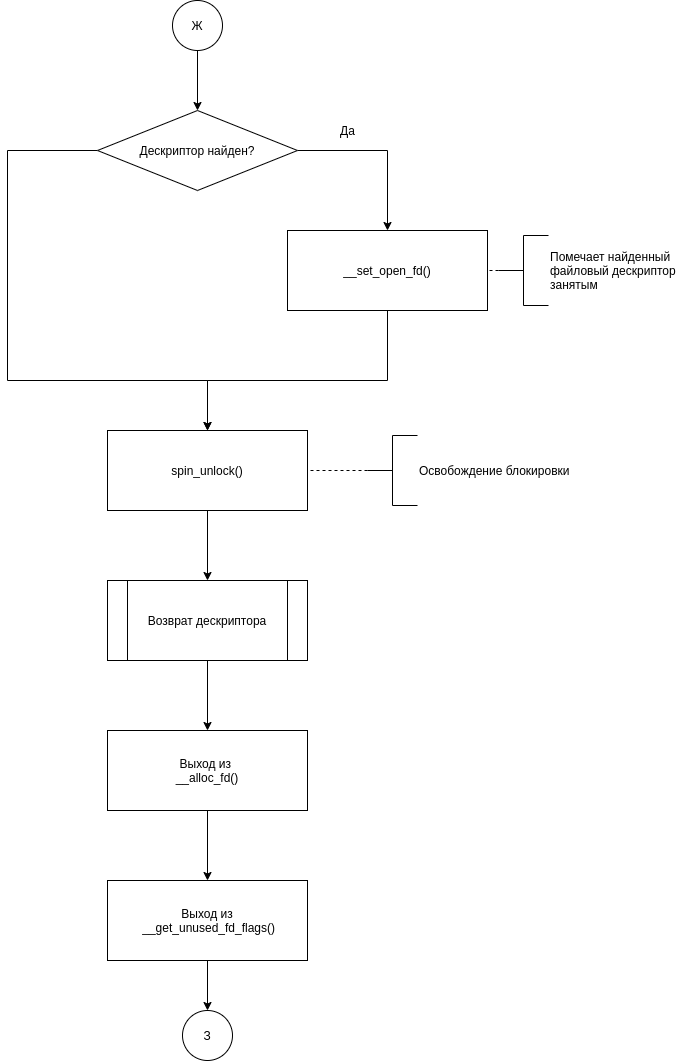 Ж
Дескриптор найден?
Да
__set_open_fd()
Помечает найденный
файловый дескриптор
занятым
spin_unlock()
Освобождение блокировки
Возврат дескриптора
Выход из
__alloc_fd()
Выход из
__get_unused_fd_flags()
З